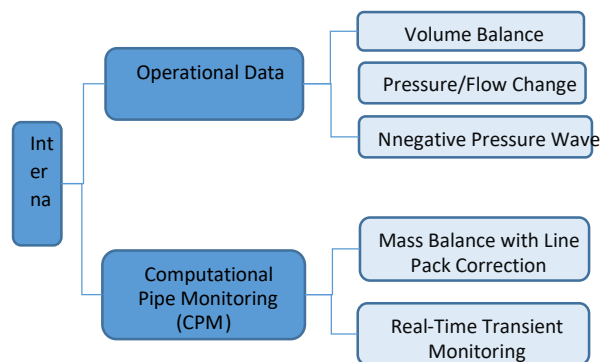 Int
er
na
Operational Data
Volume Balance
Pressure/Flow Change
Nnegative Pressure Wave
Computational
Pipe Monitoring
(CPM)
Mass Balance with Line
Pack Correction
Real-Time Transient
Monitoring